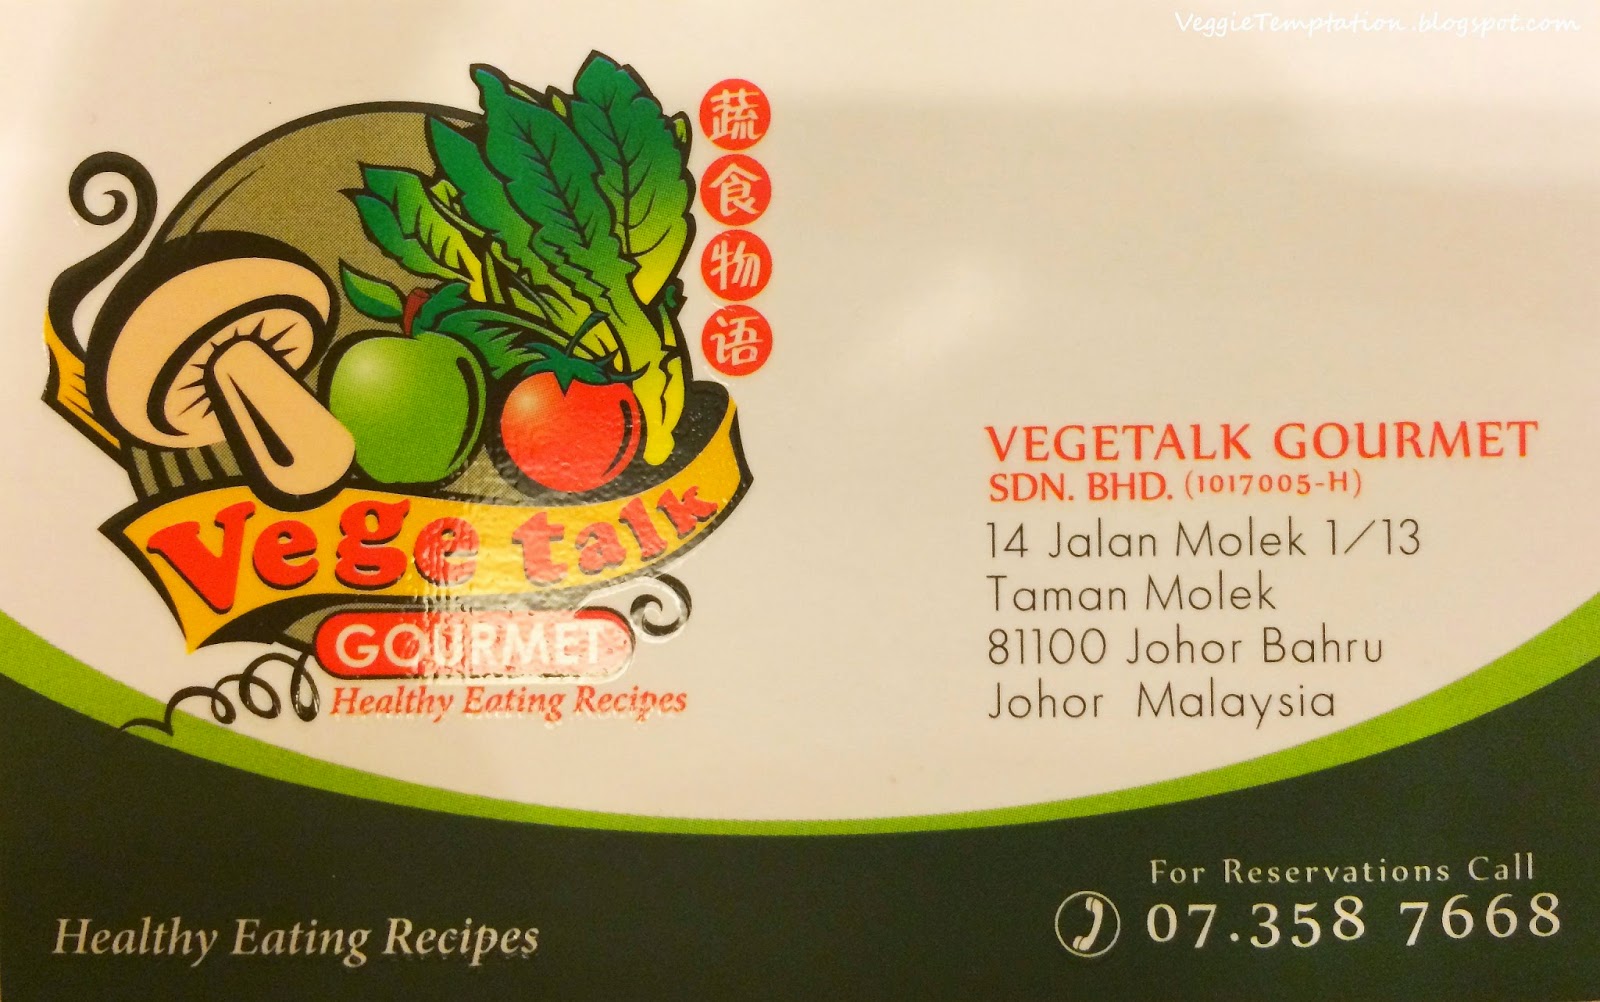 VeggieTemptation.blogspot.com
蔬食物语
Vege talk
GOURMET
Healthy Eating Recipes
VEGETALK GOURMET
SDN. BHD. (1017005-H)
14 Jalan Molek 1/13
Taman Molek
81100 Johor Bahru
Johor Malaysia
For Reservations Call
07.358 7668
Healthy Eating Recipes